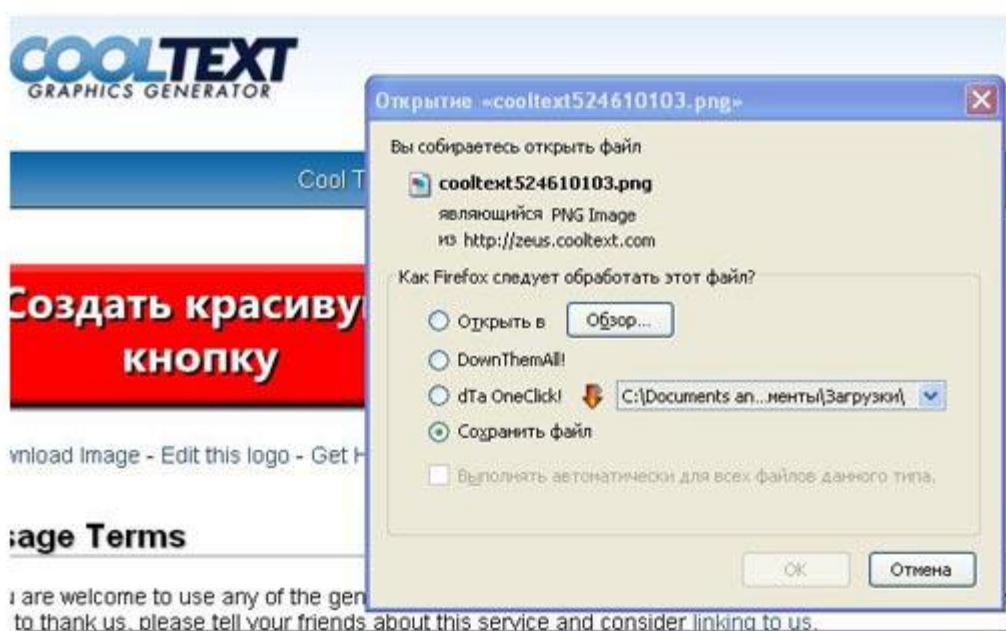 COOLTEXT
GRAPHICS GENERATOR
Cool T
Создать красиву
кнопку
wnload Image - Edit this logo - Get H
sage Terms
u are welcome to use any of the gen
to thank us, please tell your friends about this service and consider linking to us.
Открытие «cooltext524610103.png»
Вы собираетесь открыть файл
cooltext524610103.png
являющийся PNG Image
из http://zeus.cooltext.com
Как Firefox следует обработать этот файл?
Открыть в Обзор...
DownThemAll!
dTa OneClick! C:\Documents an...менты\Загрузки\
Сохранить файл
Выполнять автоматически для всех файлов данного типа.
OK Отмена